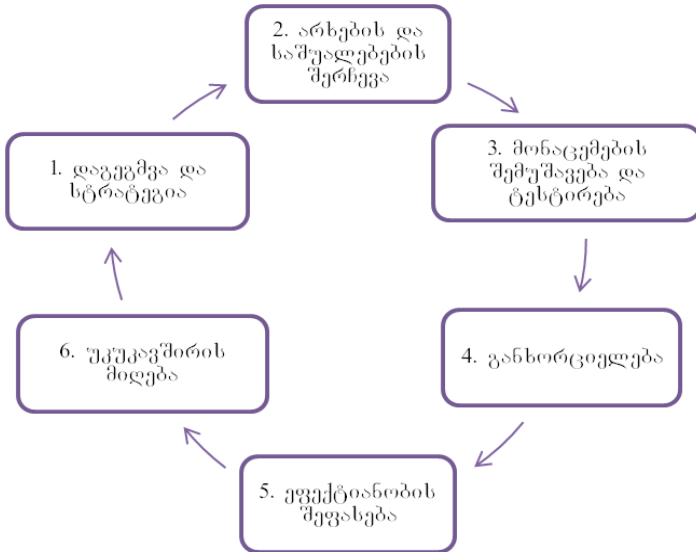 1. დაგეგმვა და
სტრატეგია
2. არხების და
საშუალებების
შერჩევა
3. მონაცემების
შემუშავება და
ტესტირება
4. განხორციელება
5. ეფექტიანობის
შეფასება
6. უკუკავშირის
მიღება